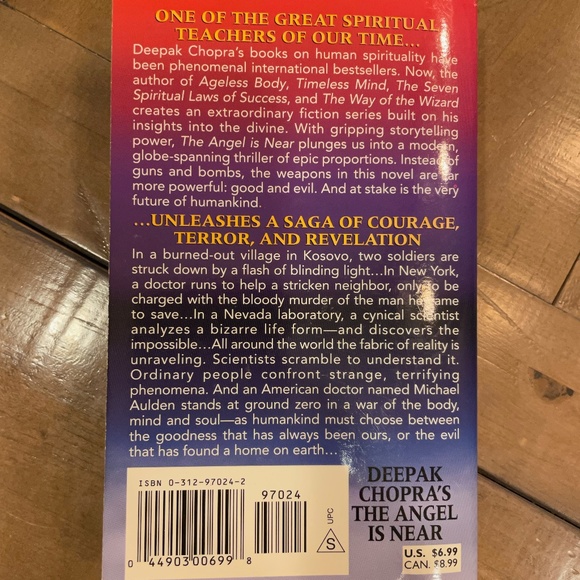 ONE OF THE GREAT SPIRITUAL
TEACHERS OF OUR TIME...
Deepak Chopra's books on human spirituality have
been phenomenal international bestsellers. Now, the
author of Ageless Body, Timeless Mind, The Seven
Spiritual Laws of Success, and The Way of the Wizard
creates an extraordinary fiction series built on his
insights into the divine. With gripping storytelling
power, The Angel is Near plunges us into a modern,
globe-spanning thriller of epic proportions. Instead of
guns and bombs, the weapons in this novel are far
more powerful: good and evil. And at stake is the very
future of humankind.
...UNLEASHES A SAGA OF COURAGE,
TERROR, AND REVELATION
In a burned-out village in Kosovo, two soldiers are
struck down by a flash of blinding light...In New York,
a doctor runs to help a stricken neighbor, only to
be charged with the bloody murder of the man he came
to save...In a Nevada laboratory, a cynical scientist
analyzes a bizarre life form—and discovers the
impossible...All around the world the fabric of reality is
unraveling. Scientists scramble to understand it.
Ordinary people confront strange, terrifying
phenomena. And an American doctor named Michael
Aulden stands at ground zero in a war of the body,
mind and soul—as humankind must choose between
the goodness that has always been ours, or the evil
that has found a home on earth...
ISBN 0-312-97024-2
97024
0 44903 00699 8
UPC
S
DEEPAK
CHOPRA'S
THE ANGEL
IS NEAR
U.S. $6.99
CAN. $8.99